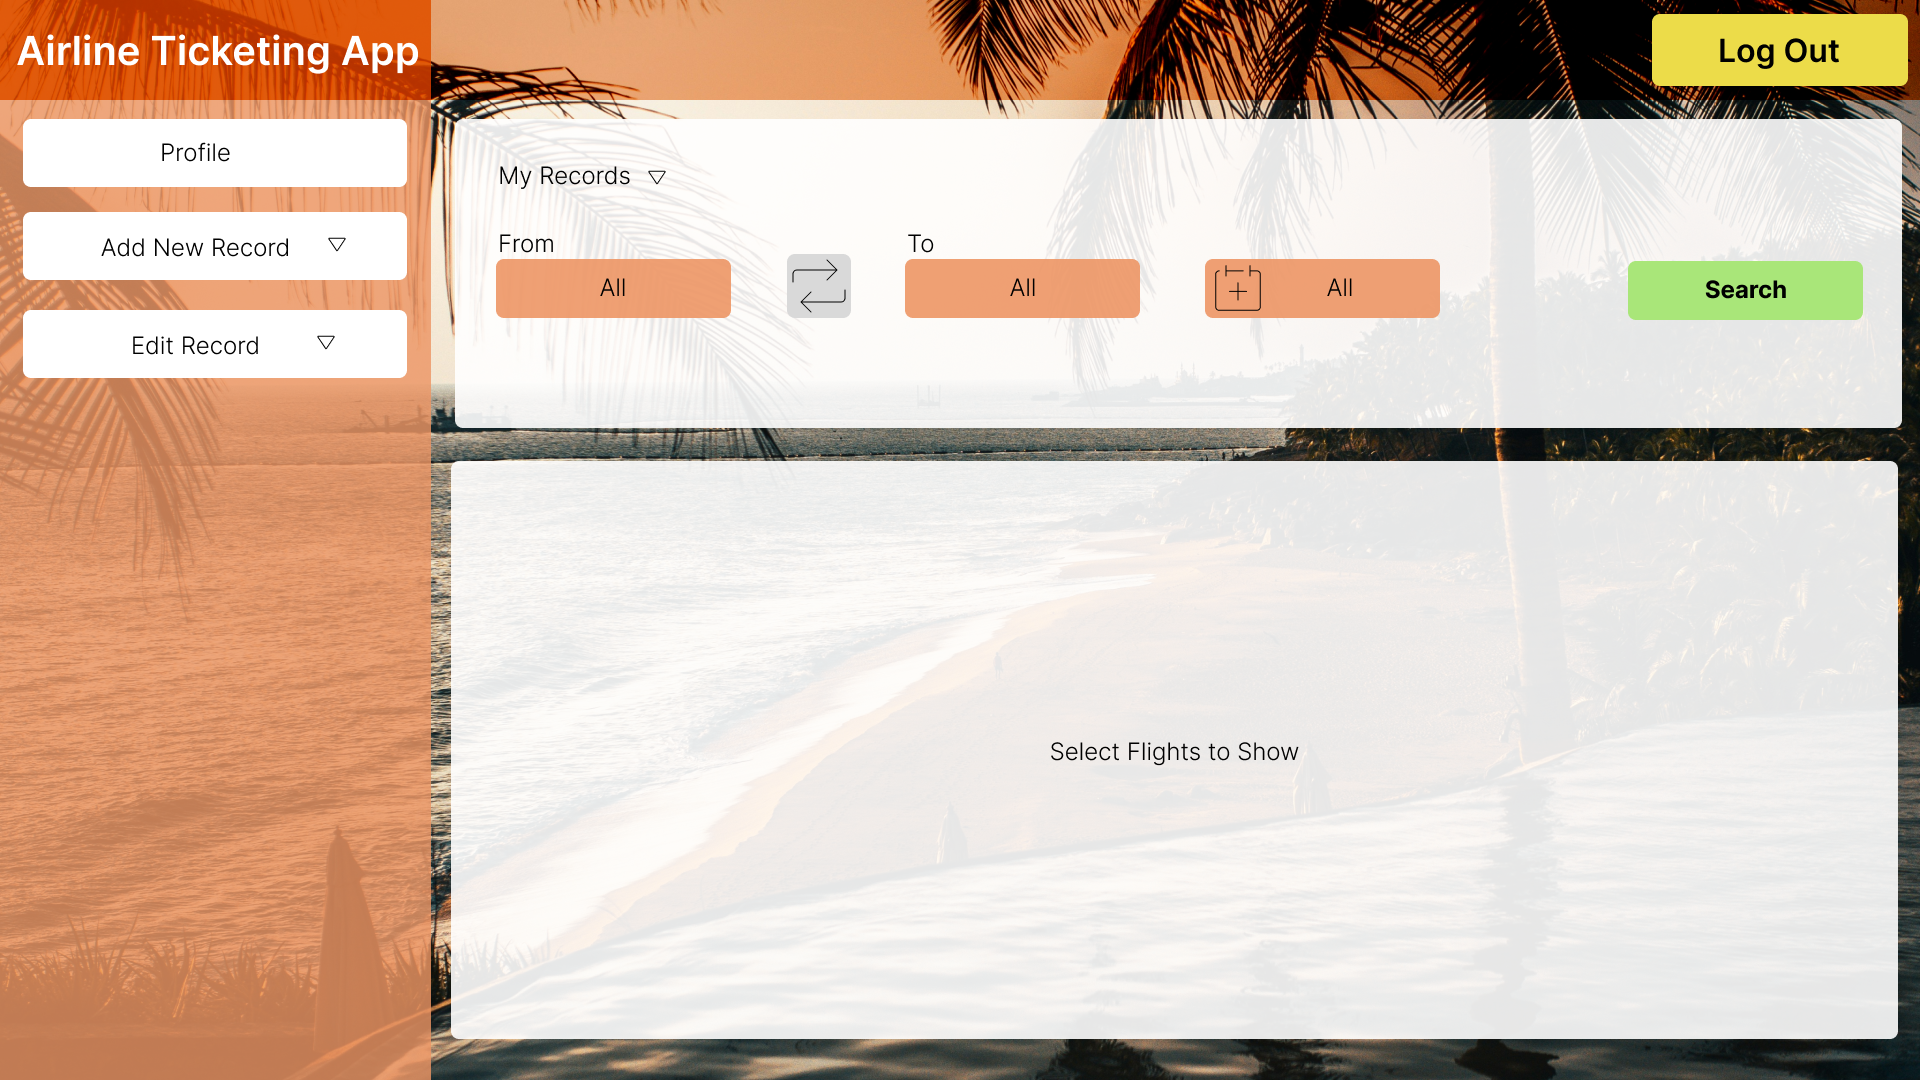 Airline Ticketing App
Log Out
Profile
Add New Record
Edit Record
My Records
From
To
All
All
All
Search
Select Flights to Show